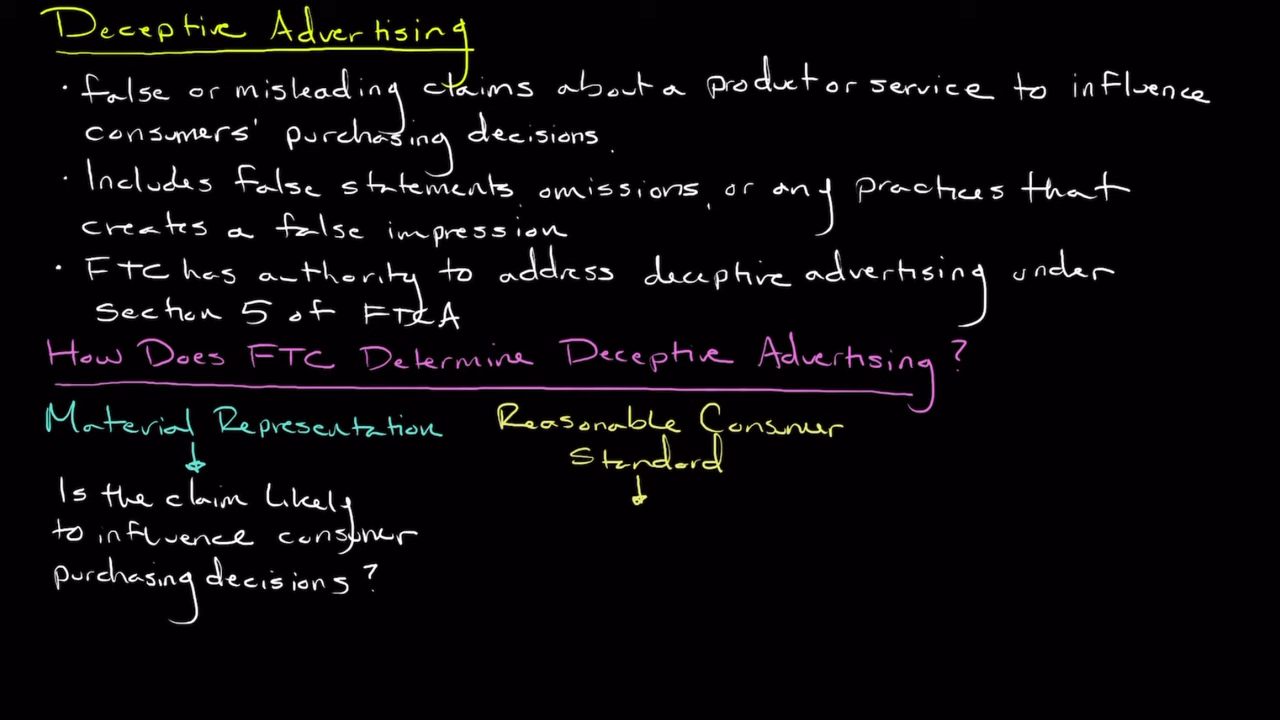 Deceptive Advertising
• False or misleading claims about a product or service to influence
consumers' purchasing decisions.
• Includes false statements, omissions, or any practices that
creates a false impression
• FTC has authority to address deceptive advertising under
section 5 of FTCA
How Does FTC Determine Deceptive Advertising?
Material Representation
Is the claim likely
to influence consumer
purchasing decisions?
Reasonable Consumer
Standard